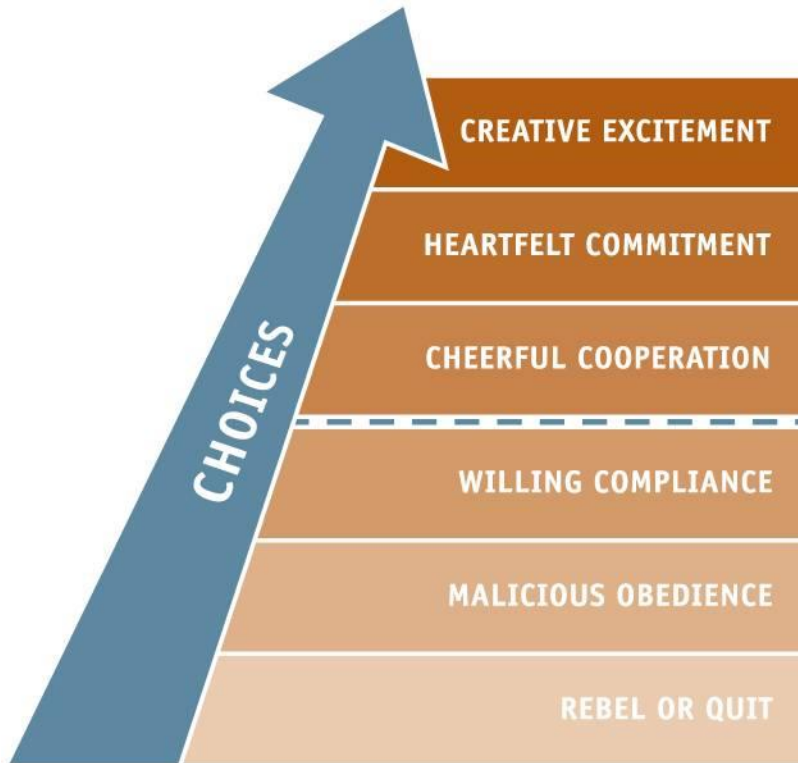 CREATIVE EXCITEMENT
HEARTFELT COMMITMENT
CHEERFUL COOPERATION
CHOICES
WILLING COMPLIANCE
MALICIOUS OBEDIENCE
REBEL OR QUIT